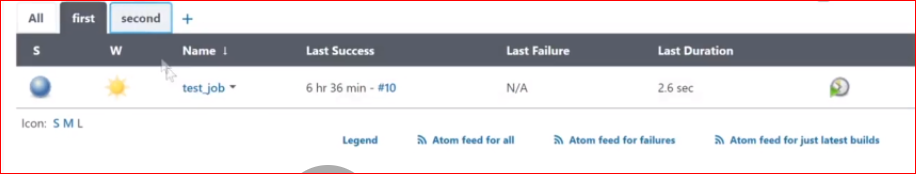 All first second +
S W Name ↓ Last Success Last Failure Last Duration
test_job 6 hr 36 min - #10 N/A 2.6 sec
Icon: S M L
Legend Atom feed for all Atom feed for failures Atom feed for just latest builds